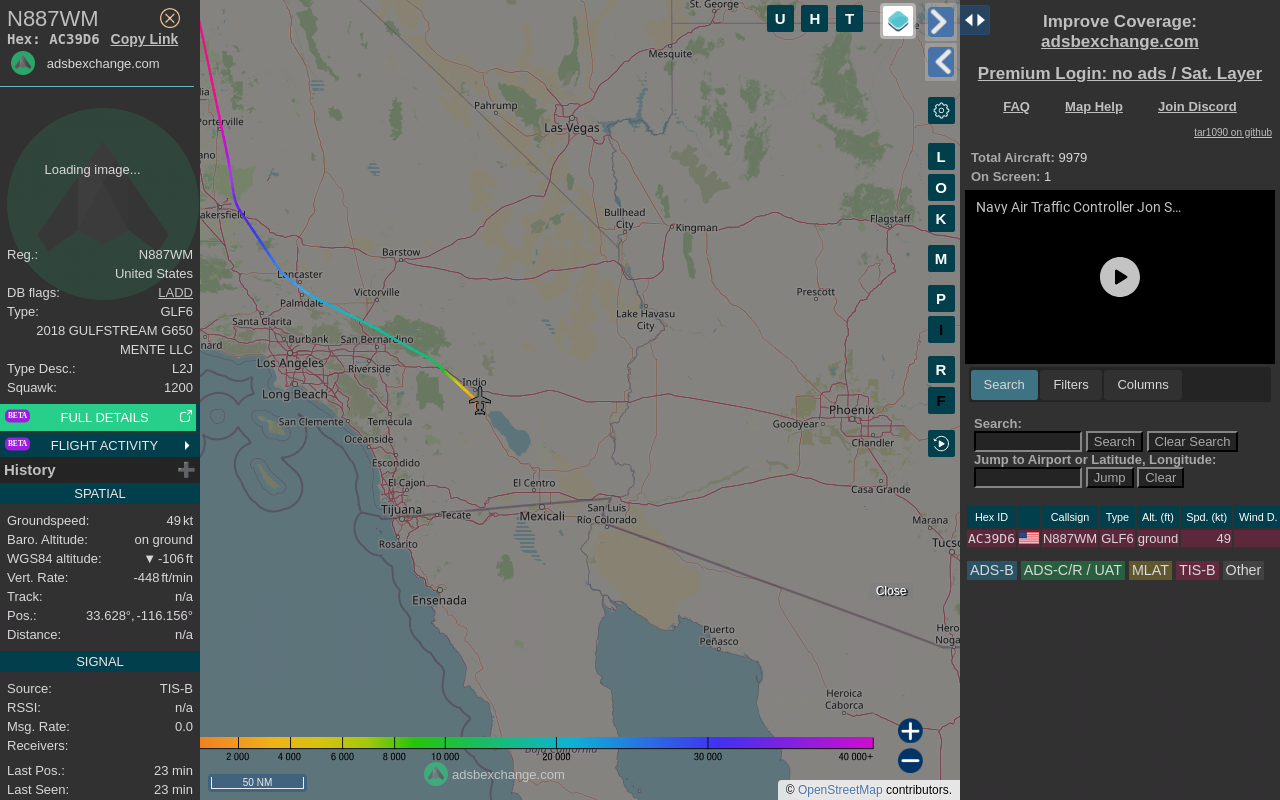 N887WM
Hex: AC39D6 Copy Link
adsbexchange.com
Loading image...
Reg.: N887WM
United States
DB flags: LADD
Type: GLF6
2018 GULFSTREAM G650
MENTE LLC
Type Desc.: L2J
Squawk: 1200
BETA FULL DETAILS
BETA FLIGHT ACTIVITY
History
SPATIAL
Groundspeed: 49 kt
Baro. Altitude: on ground
WGS84 altitude: ▼ -106 ft
Vert. Rate: -448 ft/min
Track: n/a
Pos.: 33.628°, -116.156°
Distance: n/a
SIGNAL
Source: TIS-B
RSSI: n/a
Msg. Rate: 0.0
Receivers:
Last Pos.: 23 min
Last Seen: 23 min
St. George
Mesquite
Pahrump
Las Vegas
Porterville
Bullhead
City
Kingman
Flagstaff
Barstow
Lancaster
Palmdale
Victorville
Prescott
Santa Clarita
Lake Havasu
City
Burbank
San Bernardino
Los Angeles
Riverside
Indio
Long Beach
San Clemente
Temecula
Oceanside
Phoenix
Goodyear
Chandler
Escondido
El Cajon
El Centro
Casa Grande
Tijuana
Tecate
Mexicali
San Luis
Río Colorado
Marana
Rosarito
Ensenada
Close
Puerto
Peñasco
Heroica
Caborca
U H T
L
O
K
M
P
I
R
F
2 000 4 000 6 000 8 000 10 000 20 000 30 000 40 000+
adsbexchange.com
50 NM
© OpenStreetMap contributors.
Improve Coverage:
adsbexchange.com
Premium Login: no ads / Sat. Layer
FAQ Map Help Join Discord
tar1090 on github
Total Aircraft: 9979
On Screen: 1
Navy Air Traffic Controller Jon S...
Search Filters Columns
Search:
Search Clear Search
Jump to Airport or Latitude, Longitude:
Jump Clear
Hex ID Callsign Type Alt. (ft) Spd. (kt) Wind D.
AC39D6 N887WM GLF6 ground 49
ADS-B ADS-C/R / UAT MLAT TIS-B Other